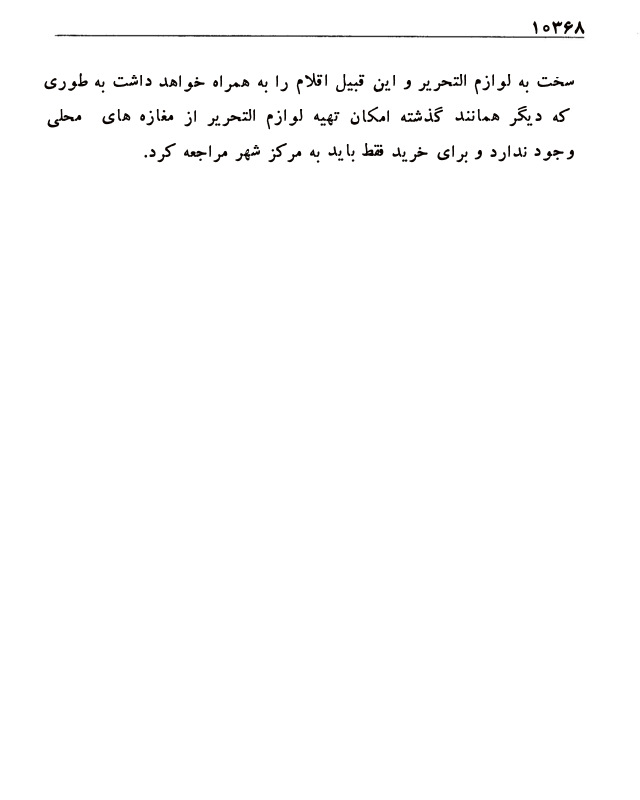 ۱۰۳۶۸
سخت به لوازم التحریر و این قبیل اقلام را به همراه خواهد داشت به طوری
که دیگر همانند گذشته امکان تهیه لوازم التحریر از مغازه های محلی
وجود ندارد و برای خرید فقط باید به مرکز شهر مراجعه کرد.